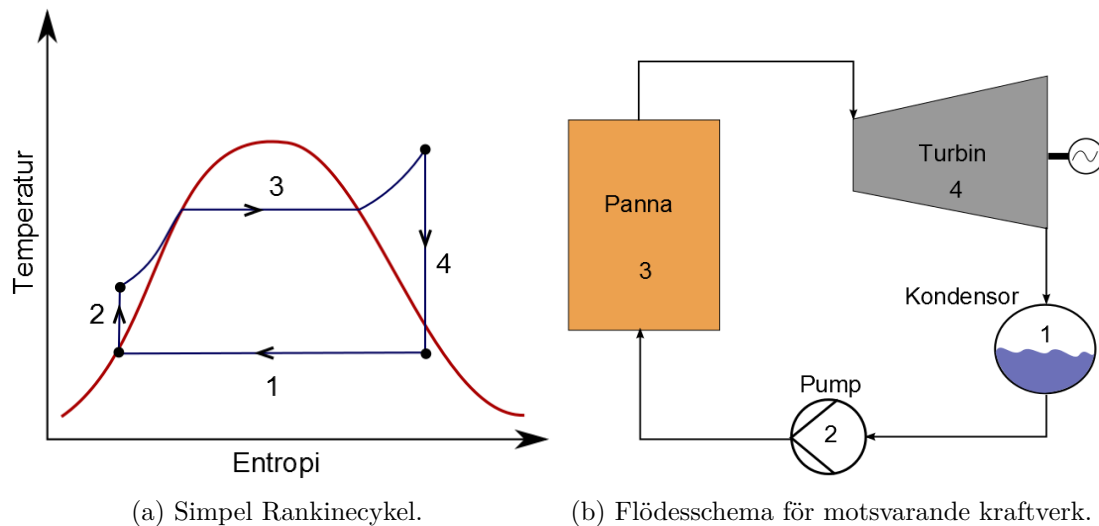 Temperatur
3
2
4
1
Entropi
Panna
3
Turbin
4
Kondensor
1
Pump
2
(a) Simpel Rankinecykel.
(b) Flödesschema för motsvarande kraftverk.